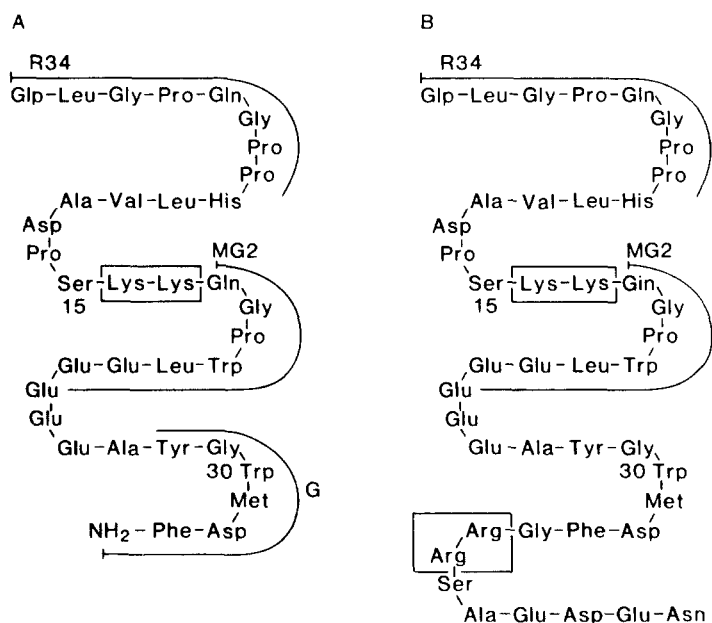 A
R34
Glp-Leu-Gly-Pro-Gln
Gly
Pro
Pro
Ala-Val-Leu-His
Asp
Pro
MG2
Ser-Lys-Lys-Gln
15
Gly
Pro
Glu-Glu-Leu-Trp
Glu
Glu
Glu-Ala-Tyr-Gly
30 Trp
G
Met
NH2-Phe-Asp
B
R34
Glp-Leu-Gly-Pro-Gln
Gly
Pro
Pro
Ala-Val-Leu-His
Asp
Pro
MG2
Ser-Lys-Lys-Gin
15
Gly
Pro
Glu-Glu-Leu-Trp
Glu
Glu
Glu-Ala-Tyr-Gly
30 Trp
Met
Arg-Gly-Phe-Asp
Arg
Ser
Ala-Glu-Asp-Glu-Asn